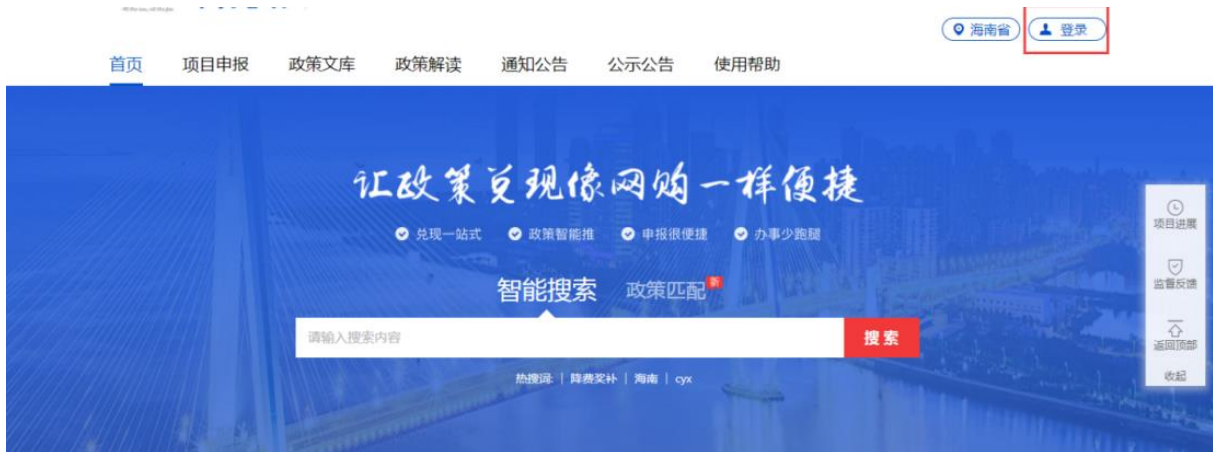 海南省 登录
首页 项目申报 政策文库 政策解读 通知公告 公示公告 使用帮助
让政策兑现像网购一样便捷
兑现一站式 政策智能推 申报很便捷 办事少跑腿
智能搜索 政策匹配 新
请输入搜索内容 搜索
热搜词: | 降费奖补 | 海南 | cyx
项目进展
监督反馈
返回顶部
收起